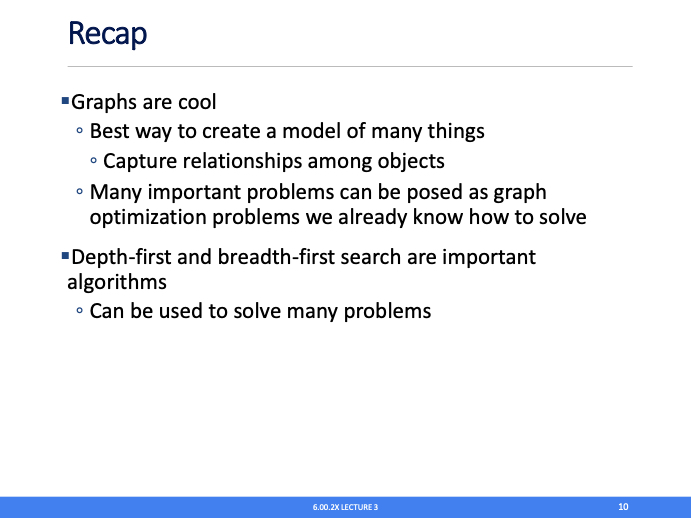 Recap
▪Graphs are cool
◦ Best way to create a model of many things
◦ Capture relationships among objects
◦ Many important problems can be posed as graph
optimization problems we already know how to solve
▪Depth-first and breadth-first search are important
algorithms
◦ Can be used to solve many problems
6.00.2X LECTURE 3
10